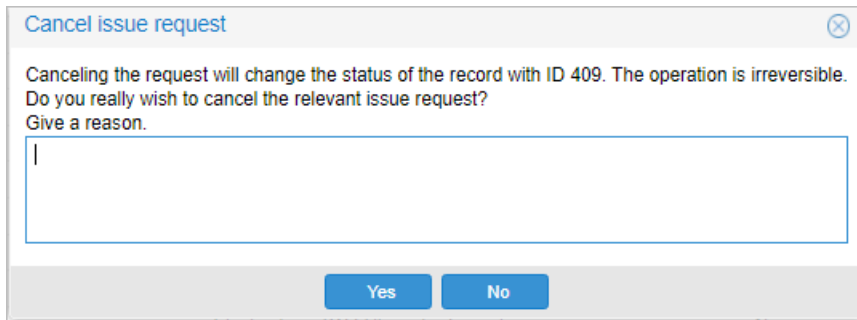 Cancel issue request
Canceling the request will change the status of the record with ID 409. The operation is irreversible.
Do you really wish to cancel the relevant issue request?
Give a reason.
Yes No